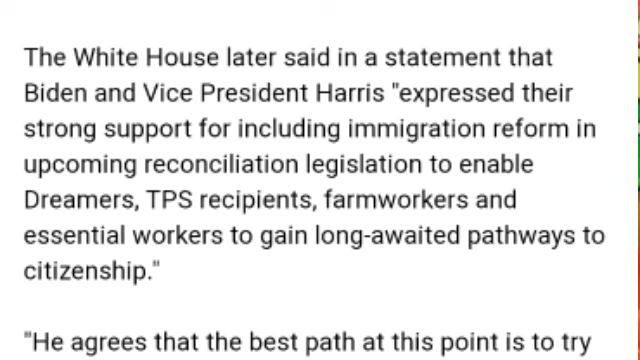 The White House later said in a statement that
Biden and Vice President Harris "expressed their
strong support for including immigration reform in
upcoming reconciliation legislation to enable
Dreamers, TPS recipients, farmworkers and
essential workers to gain long-awaited pathways to
citizenship."
"He agrees that the best path at this point is to try